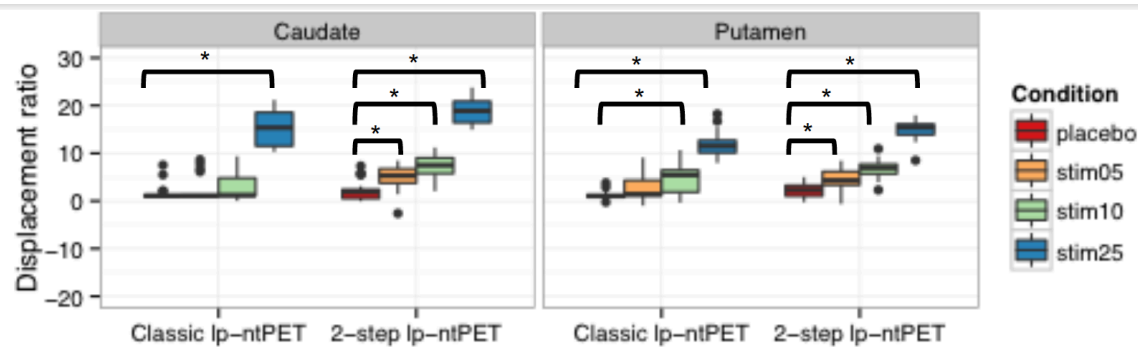 Caudate
Putamen
Displacement ratio
30
20
10
0
−10
−20
*
*
*
*
*
*
*
*
*
Classic lp−ntPET
2−step lp−ntPET
Classic lp−ntPET
2−step lp−ntPET
Condition
placebo
stim05
stim10
stim25